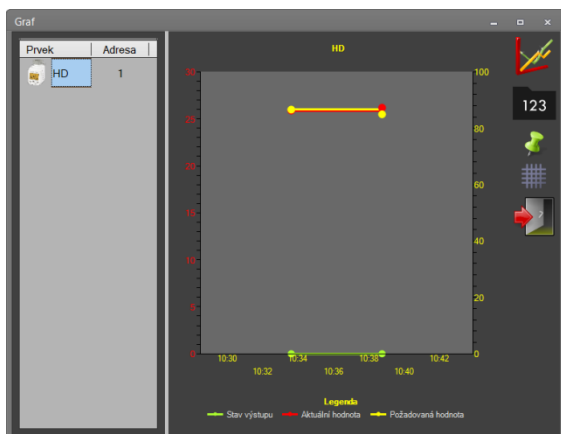 Graf
Prvek Adresa
HD 1
HD
30 100
25
80
20
60
15
40
10
20
5
0 0
10:30 10:34 10:38 10:42
10:32 10:36 10:40
Legenda
Stav výstupu Aktuální hodnota Požadovaná hodnota
123